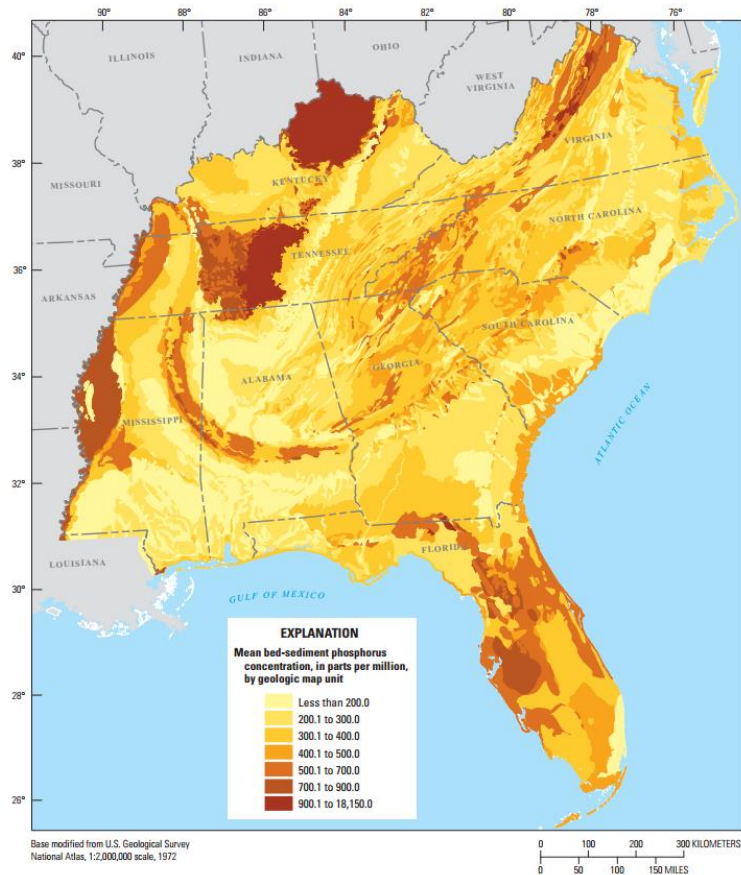 90° 88° 86° 84° 82° 80° 78° 76°
ILLINOIS
INDIANA
OHIO
WEST
VIRGINIA
38°
VIRGINIA
MISSOURI
KENTUCKY
NORTH CAROLINA
36°
TENNESSEE
ARKANSAS
SOUTH CAROLINA
34°
ALABAMA
GEORGIA
MISSISSIPPI
ATLANTIC OCEAN
32°
LOUISIANA
FLORIDA
30°
GULF OF MEXICO
EXPLANATION
Mean bed-sediment phosphorus
concentration, in parts per million,
by geologic map unit
28°
Less than 200.0
200.1 to 300.0
300.1 to 400.0
400.1 to 500.0
500.1 to 700.0
700.1 to 900.0
900.1 to 18,150.0
26°
Base modified from U.S. Geological Survey
National Atlas, 1:2,000,000 scale, 1972
0 100 200 300 KILOMETERS
0 50 100 150 MILES